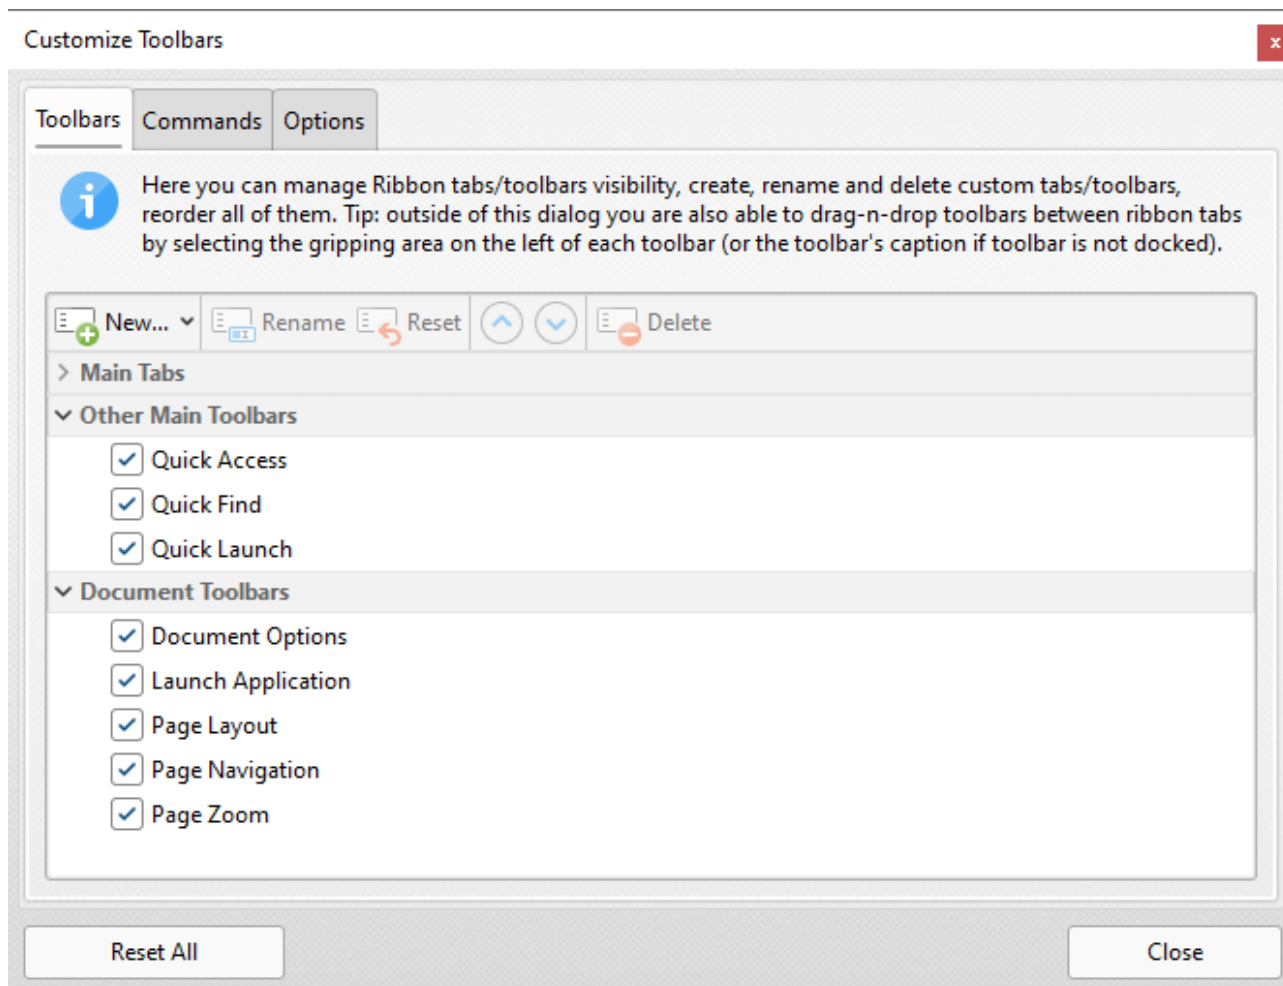 Customize Toolbars
x
Toolbars Commands Options
Here you can manage Ribbon tabs/toolbars visibility, create, rename and delete custom tabs/toolbars,
reorder all of them. Tip: outside of this dialog you are also able to drag-n-drop toolbars between ribbon tabs
by selecting the gripping area on the left of each toolbar (or the toolbar's caption if toolbar is not docked).
New... Rename Reset Delete
Main Tabs
Other Main Toolbars
Quick Access
Quick Find
Quick Launch
Document Toolbars
Document Options
Launch Application
Page Layout
Page Navigation
Page Zoom
Reset All Close